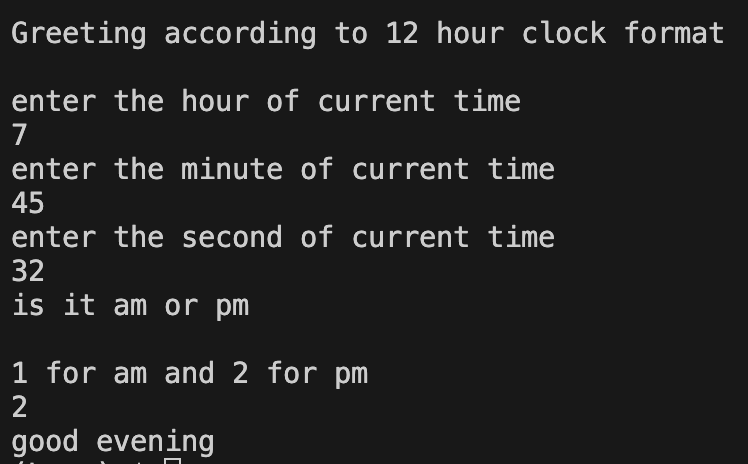 Greeting according to 12 hour clock format
enter the hour of current time
7
enter the minute of current time
45
enter the second of current time
32
is it am or pm
1 for am and 2 for pm
2
good evening